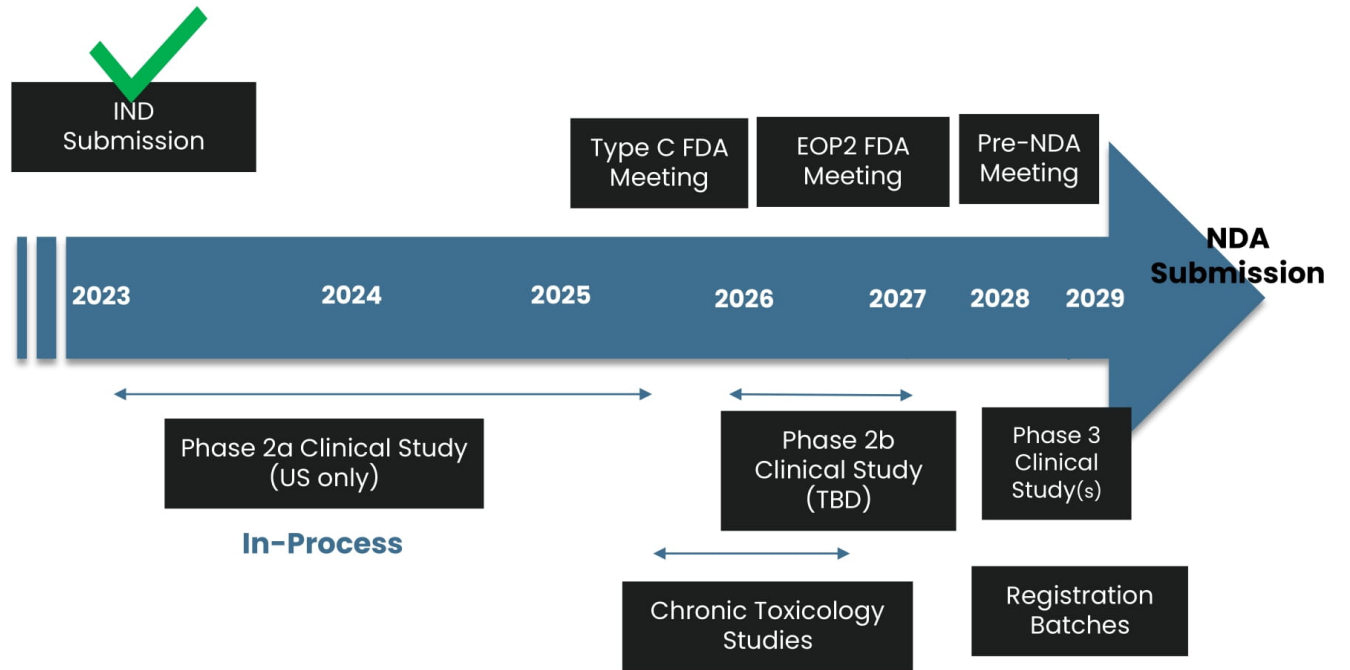 IND
Submission
Type C FDA
Meeting
EOP2 FDA
Meeting
Pre-NDA
Meeting
NDA
Submission
2023
2024
2025
2026
2027
2028
2029
Phase 2a Clinical Study
(US only)
In-Process
Phase 2b
Clinical Study
(TBD)
Phase 3
Clinical
Study(s)
Chronic Toxicology
Studies
Registration
Batches